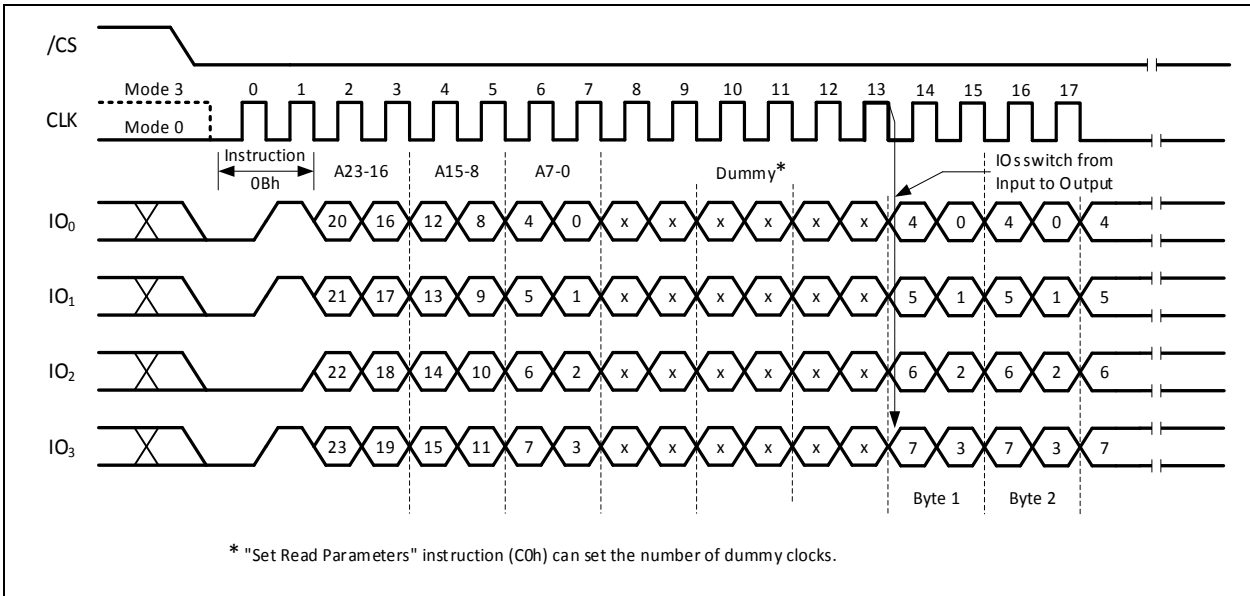 /CS
Mode 3 0 1 2 3 4 5 6 7 8 9 10 11 12 13 14 15 16 17
CLK
Mode 0
Instruction
0Bh
A23-16 A15-8 A7-0 Dummy*
IOs switch from
Input to Output
IO₀ 20 16 12 8 4 0 x x x x x x 4 0 4 0 4
IO₁ 21 17 13 9 5 1 x x x x x x 5 1 5 1 5
IO₂ 22 18 14 10 6 2 x x x x x x 6 2 6 2 6
IO₃ 23 19 15 11 7 3 x x x x x x 7 3 7 3 7
Byte 1 Byte 2
* "Set Read Parameters" instruction (C0h) can set the number of dummy clocks.